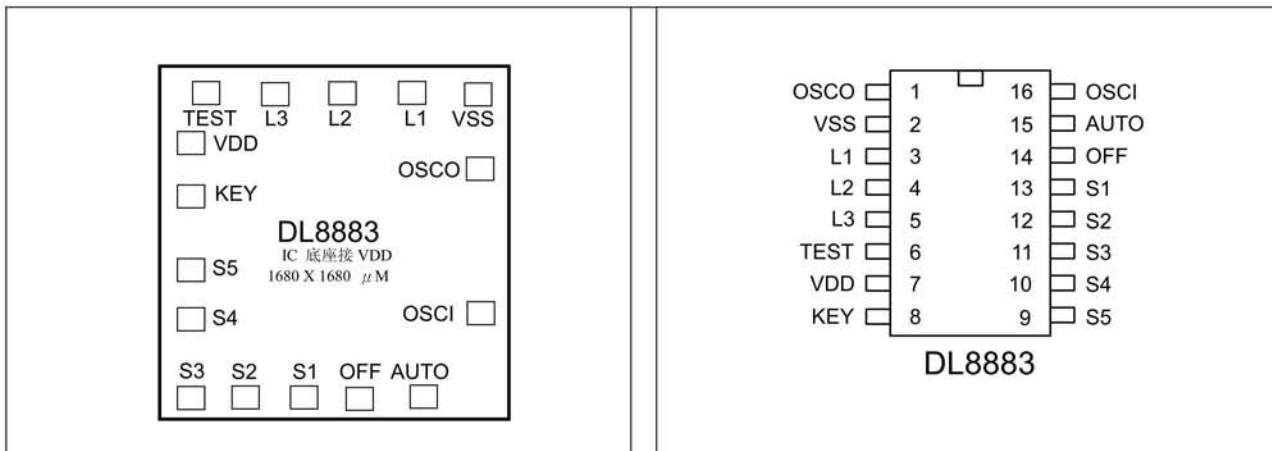 TEST L3 L2 L1 VSS
VDD
OSCO
KEY
DL8883
IC 底座接 VDD
1680 X 1680 μM
S5
S4
OSCI
S3 S2 S1 OFF AUTO
OSCO 1 16 OSCI
VSS 2 15 AUTO
L1 3 14 OFF
L2 4 13 S1
L3 5 12 S2
TEST 6 11 S3
VDD 7 10 S4
KEY 8 9 S5
DL8883